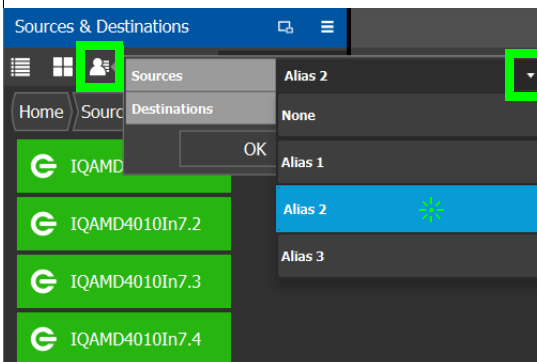 Sources & Destinations
Sources
Alias 2
Home
Sourc
Destinations
None
OK
IQAMD
Alias 1
IQAMD4010In7.2
Alias 2
IQAMD4010In7.3
Alias 3
IQAMD4010In7.4